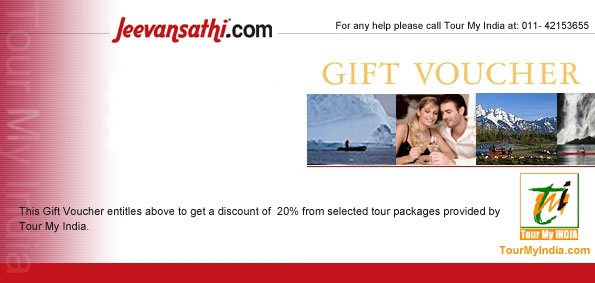 Tour My India
Jeevansathi.com
For any help please call Tour My India at: 011- 42153655
GIFT VOUCHER
This Gift Voucher entitles above to get a discount of  20% from selected tour packages provided by
Tour My India.
tmi
Tour My INDIA
TourMyIndia.com